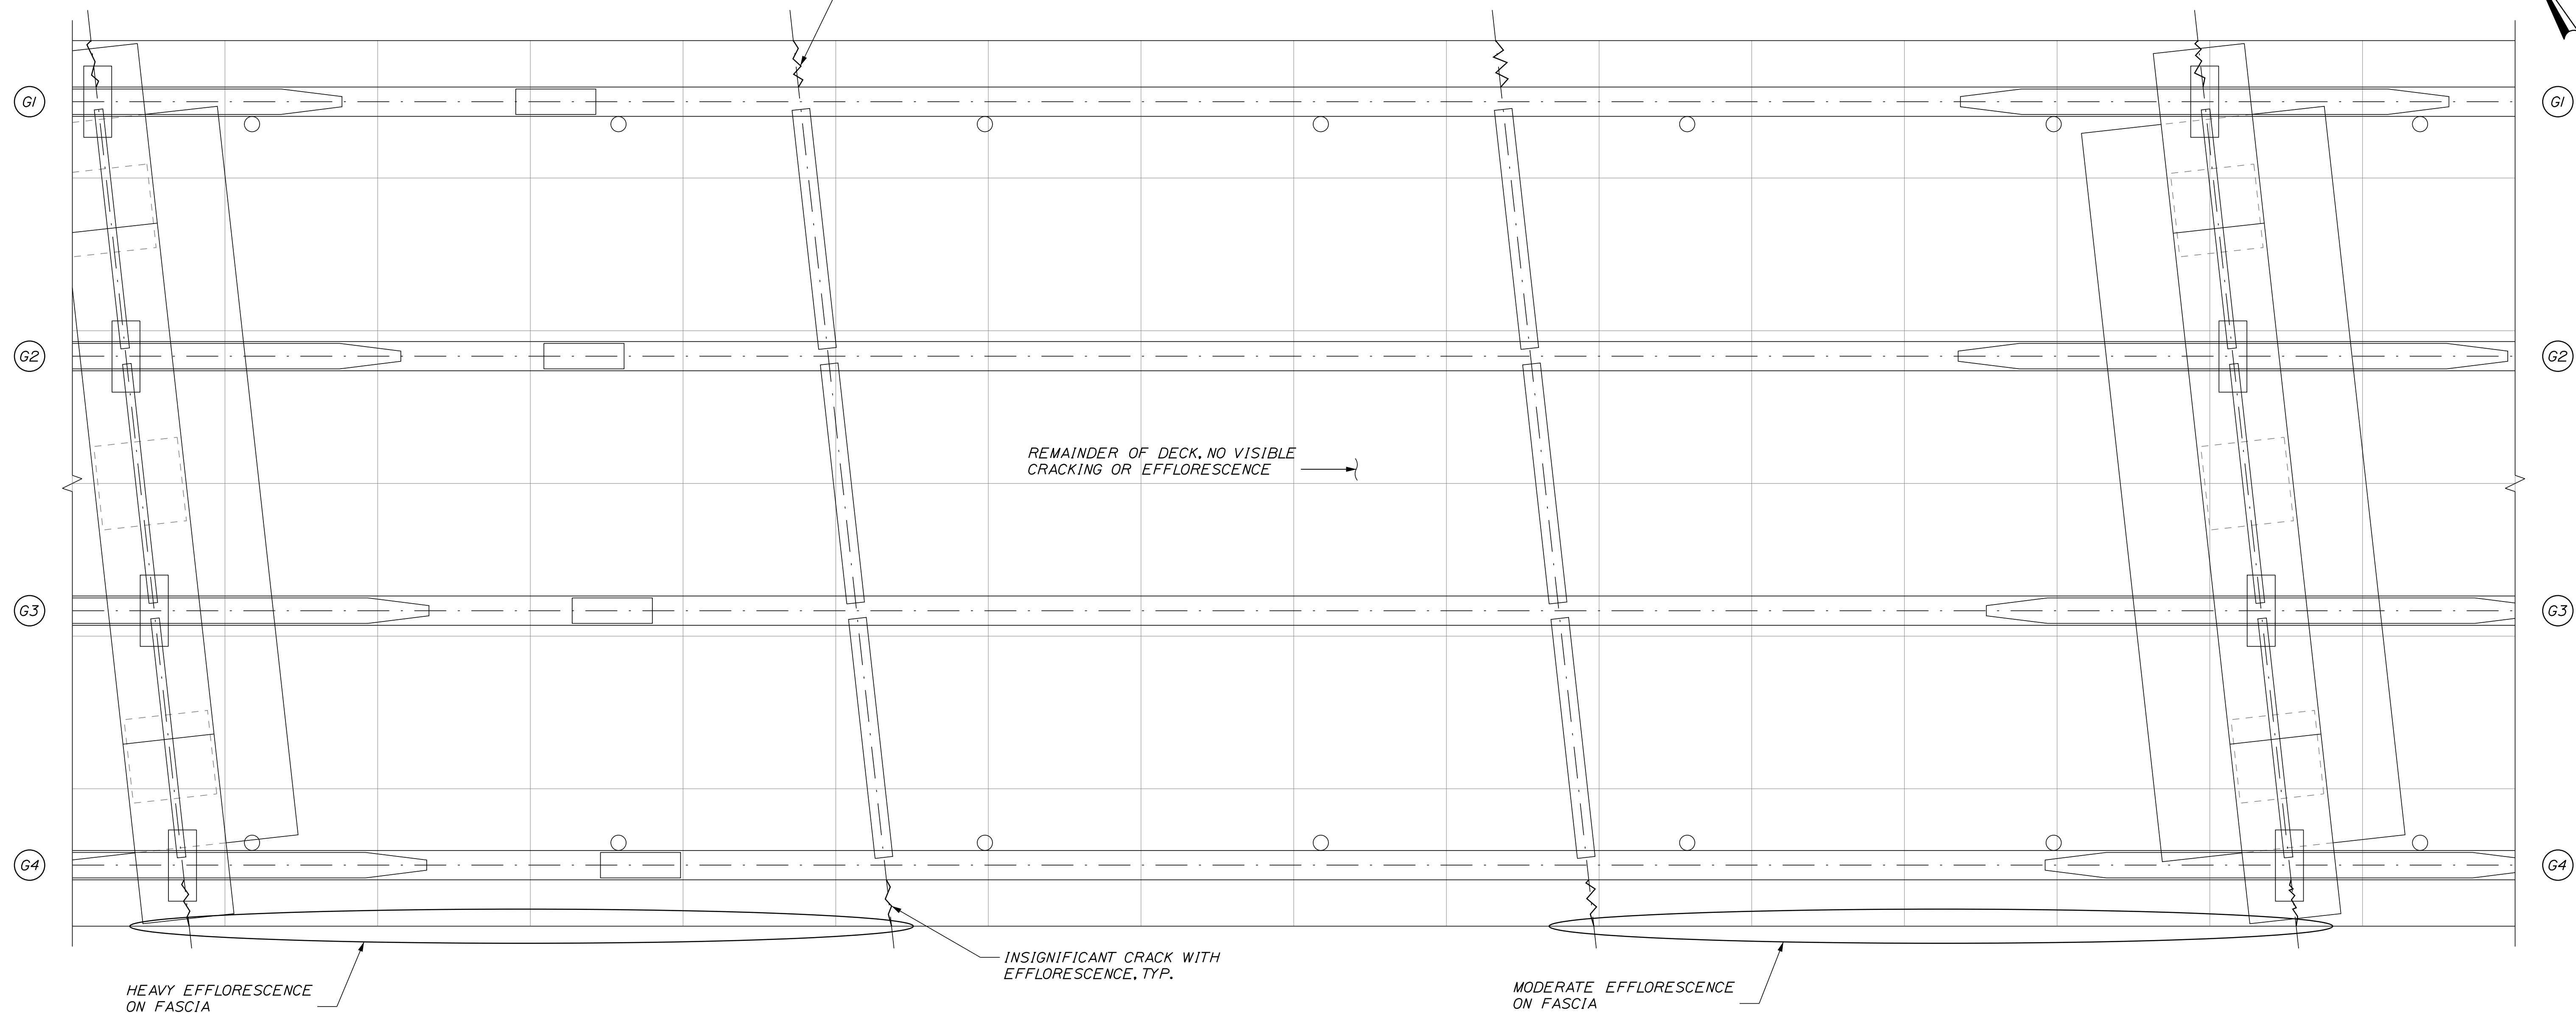 G1
G1
G2
G2
REMAINDER OF DECK, NO VISIBLE
CRACKING OR EFFLORESCENCE
G3
G3
G4
G4
INSIGNIFICANT CRACK WITH
EFFLORESCENCE, TYP.
HEAVY EFFLORESCENCE
ON FASCIA
MODERATE EFFLORESCENCE
ON FASCIA